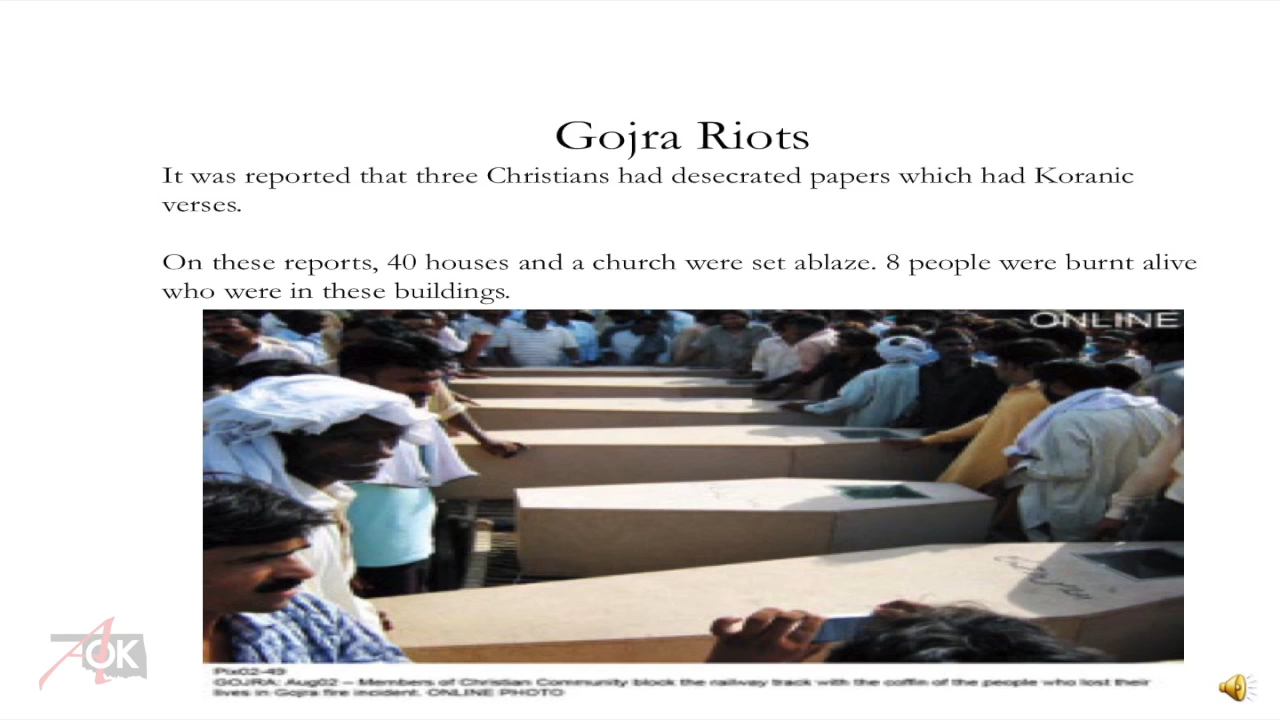 Gojra Riots
It was reported that three Christians had desecrated papers which had Koranic
verses.
On these reports, 40 houses and a church were set ablaze. 8 people were burnt alive
who were in these buildings.
ONLINE
Pix02-49
GOJRA: Aug02 – Members of Christian Community block the railway track with the coffin of the people who lost their
lives in Gojra fire incident. ONLINE PHOTO
A
OK